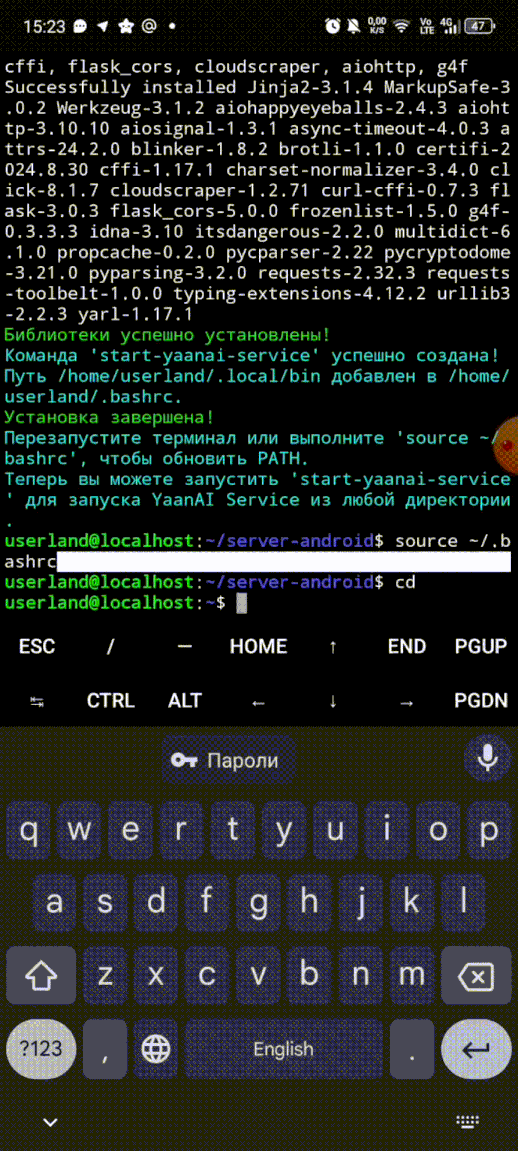 15:23 0,00 K/S Vo LTE 4G 47
cffi, flask_cors, cloudscraper, aiohttp, g4f
Successfully installed Jinja2-3.1.4 MarkupSafe-3
.0.2 Werkzeug-3.1.2 aiohappyeyeballs-2.4.3 aioht
tp-3.10.10 aiosignal-1.3.1 async-timeout-4.0.3 a
ttrs-24.2.0 blinker-1.8.2 brotli-1.1.0 certifi-2
024.8.30 cffi-1.17.1 charset-normalizer-3.4.0 cl
ick-8.1.7 cloudscraper-1.2.71 curl-cffi-0.7.3 fl
ask-3.0.3 flask_cors-5.0.0 frozenlist-1.5.0 g4f-
0.3.3.3 idna-3.10 itsdangerous-2.2.0 multidict-6
.1.0 propcache-0.2.0 pycparser-2.22 pycryptodome
-3.21.0 pyparsing-3.2.0 requests-2.32.3 requests
-toolbelt-1.0.0 typing-extensions-4.12.2 urllib3
-2.2.3 yarl-1.17.1
Библиотеки успешно установлены!
Команда 'start-yaanai-service' успешно создана!
Путь /home/userland/.local/bin добавлен в /home/
userland/.bashrc.
Установка завершена!
Перезапустите терминал или выполните 'source ~/
bashrc', чтобы обновить PATH.
Теперь вы можете запустить 'start-yaanai-service
' для запуска YaanAI Service из любой директории
.
userland@localhost:~/server-android$ source ~/.b
ashrc
userland@localhost:~/server-android$ cd
userland@localhost:~$
ESC / — HOME ↑ END PGUP
↹ CTRL ALT ← ↓ → PGDN
Пароли
q w e r t y u i o p
a s d f g h j k l
z x c v b n m
?123 , English .